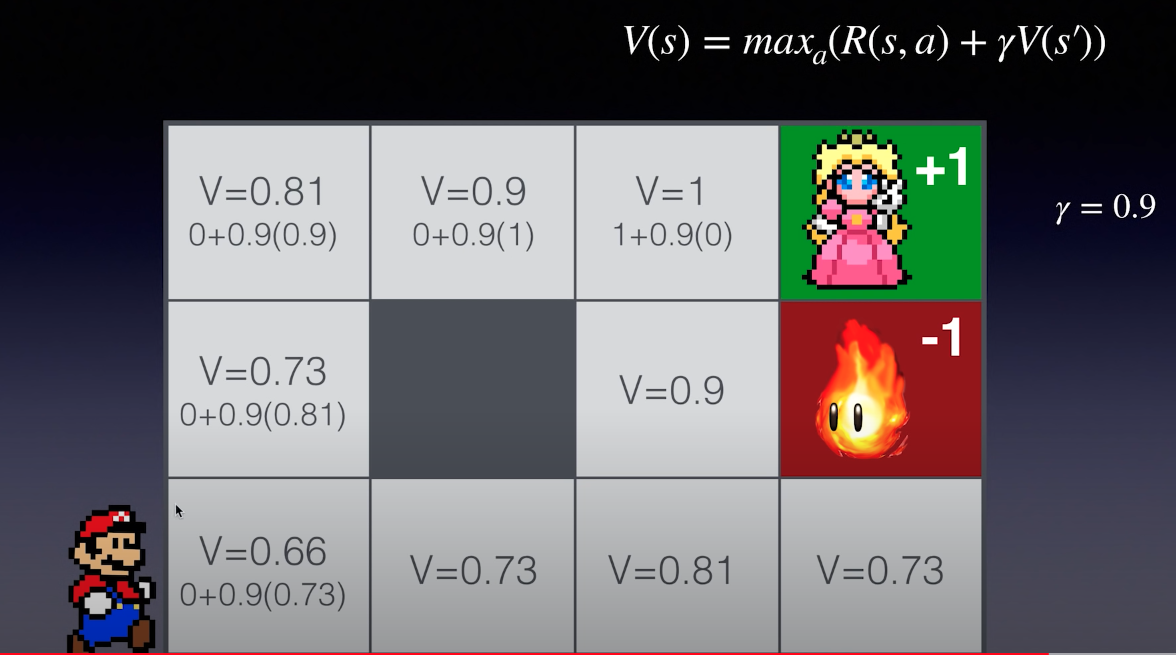 V(s) = maxₐ(R(s, a) + γV(s′))
V=0.81
0+0.9(0.9)
V=0.9
0+0.9(1)
V=1
1+0.9(0)
+1
γ = 0.9
V=0.73
0+0.9(0.81)
V=0.9
-1
V=0.66
0+0.9(0.73)
V=0.73
V=0.81
V=0.73